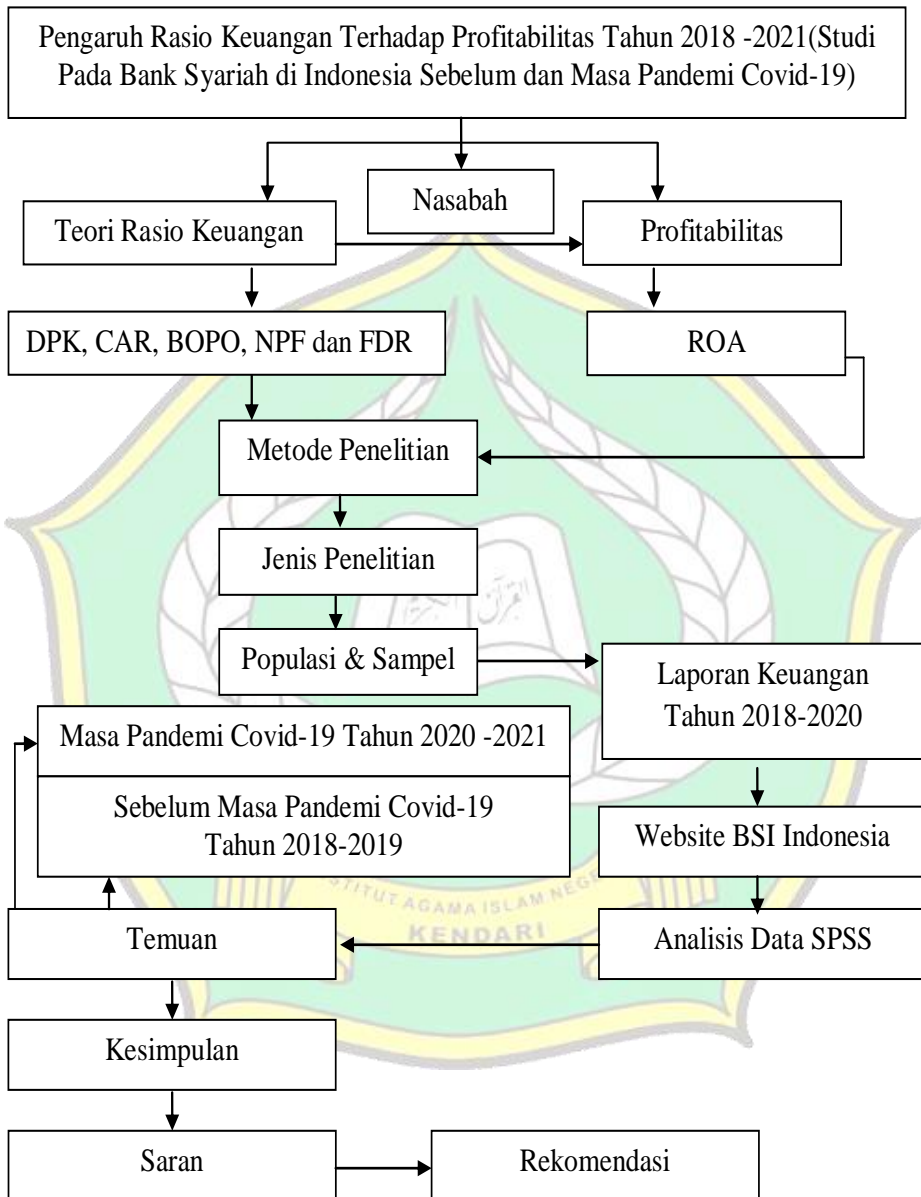 Pengaruh Rasio Keuangan Terhadap Profitabilitas Tahun 2018 -2021(Studi
Pada Bank Syariah di Indonesia Sebelum dan Masa Pandemi Covid-19)
Nasabah
Teori Rasio Keuangan
Profitabilitas
DPK, CAR, BOPO, NPF dan FDR
ROA
Metode Penelitian
Jenis Penelitian
Populasi & Sampel
Laporan Keuangan
Tahun 2018-2020
Masa Pandemi Covid-19 Tahun 2020 -2021
Sebelum Masa Pandemi Covid-19
Tahun 2018-2019
Website BSI Indonesia
AGAMA ISLAM
KENDARI
Temuan
Analisis Data SPSS
Kesimpulan
Saran
Rekomendasi